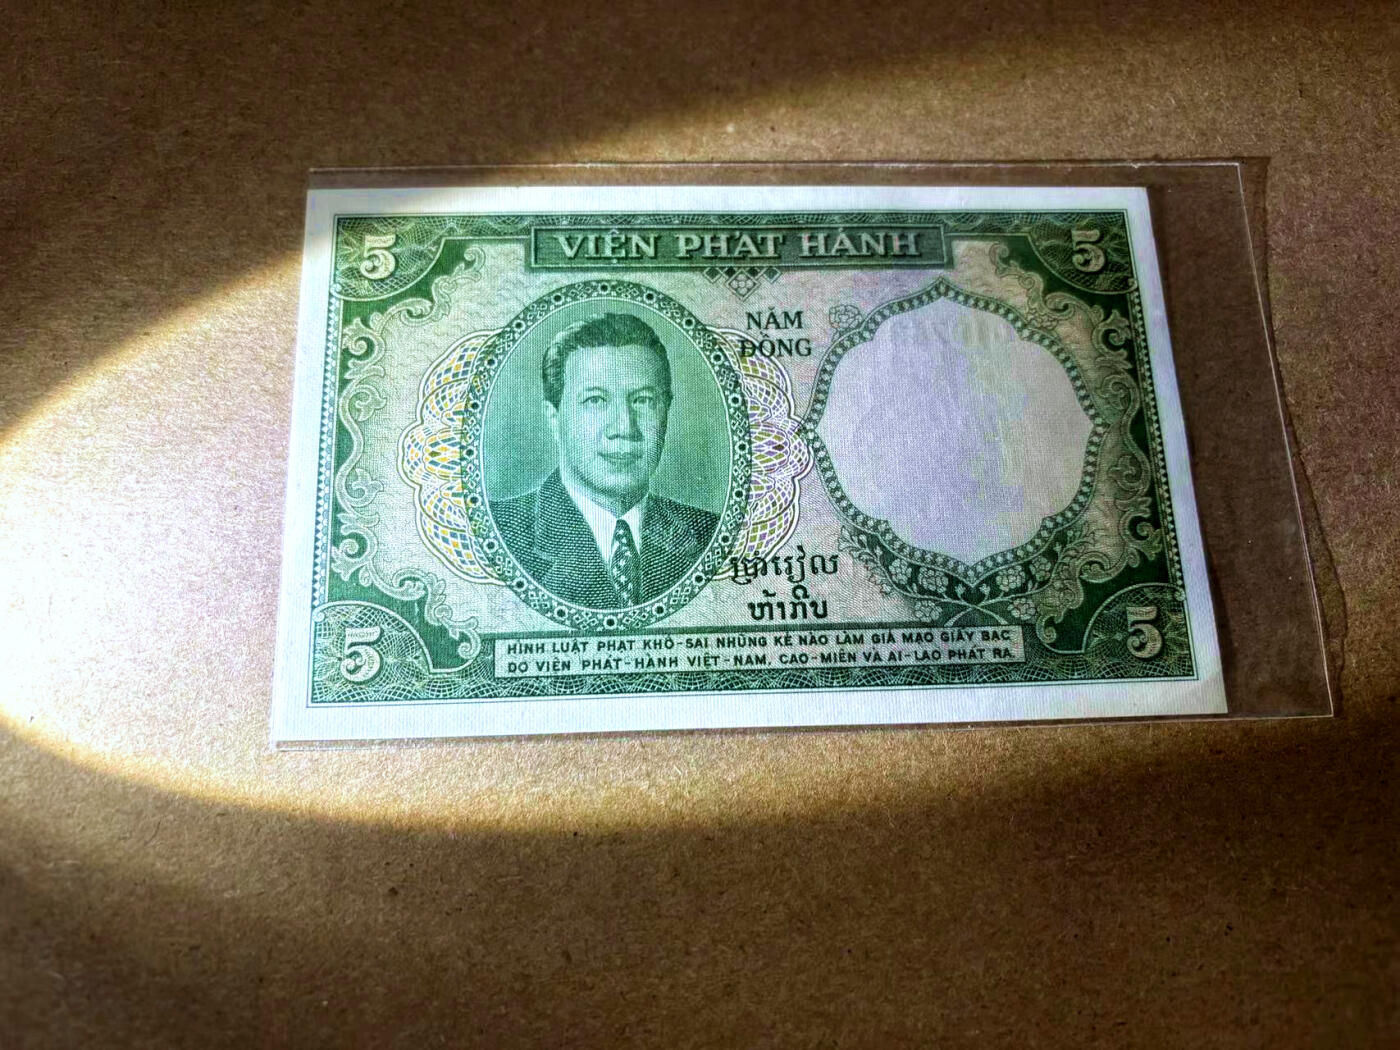 5 VIỆN PHÁT HÀNH 5
NĂM
ĐỒNG
ប្រាំរៀល
ຫ້າກີບ
HÌNH LUẬT PHẠT KHỔ-SAI NHỮNG KẺ NÀO LÀM GIẢ MẠO GIẤY BẠC
DO VIỆN PHÁT-HÀNH VIỆT-NAM, CAO-MIÊN VÀ AI-LAO PHÁT RA.
5 5